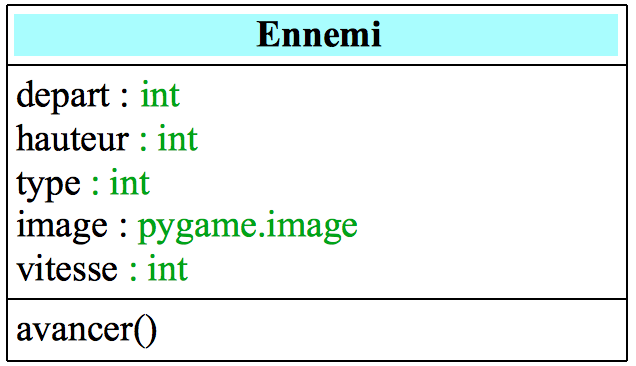 Ennemi
depart : int
hauteur : int
type : int
image : pygame.image
vitesse : int
avancer()